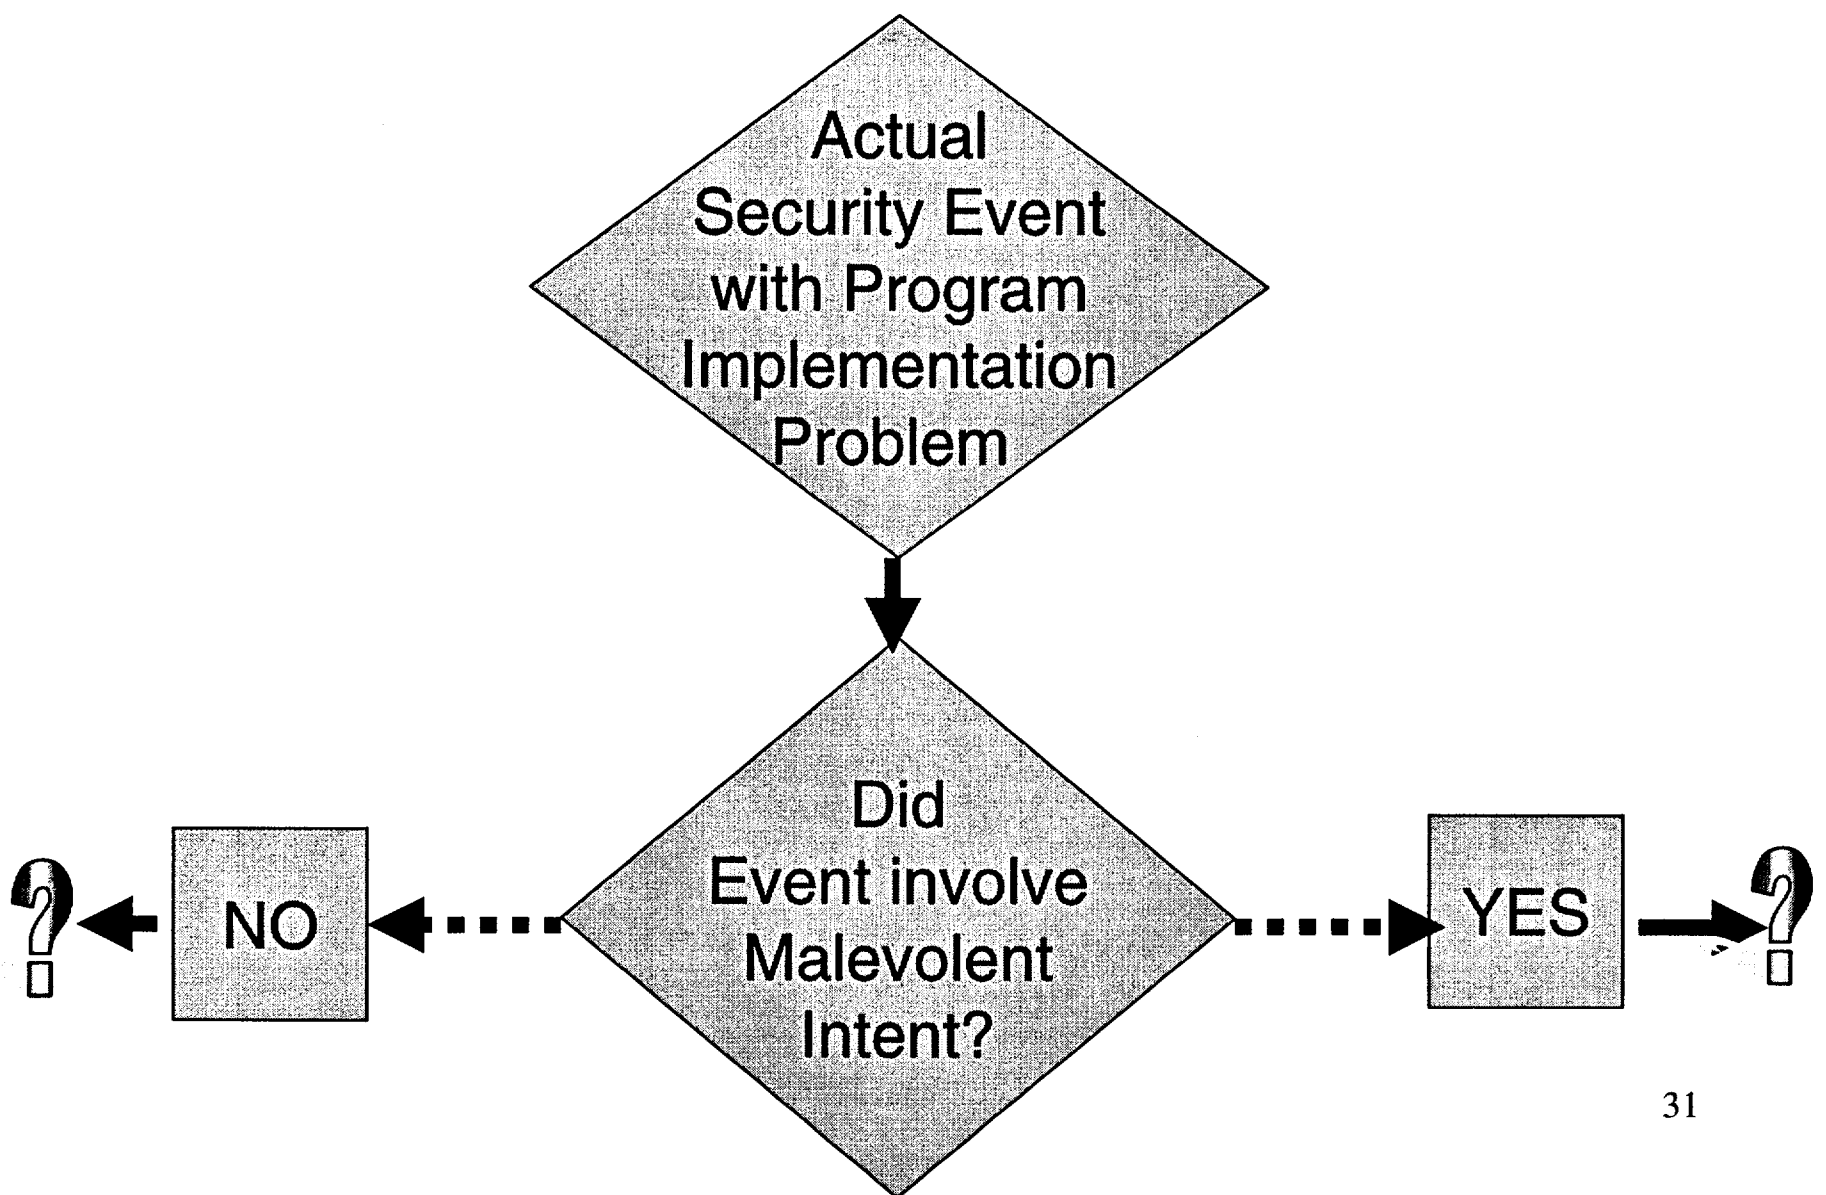 Actual
Security Event
with Program
Implementation
Problem
Did
Event involve
Malevolent
Intent?
?
NO
YES
?
31